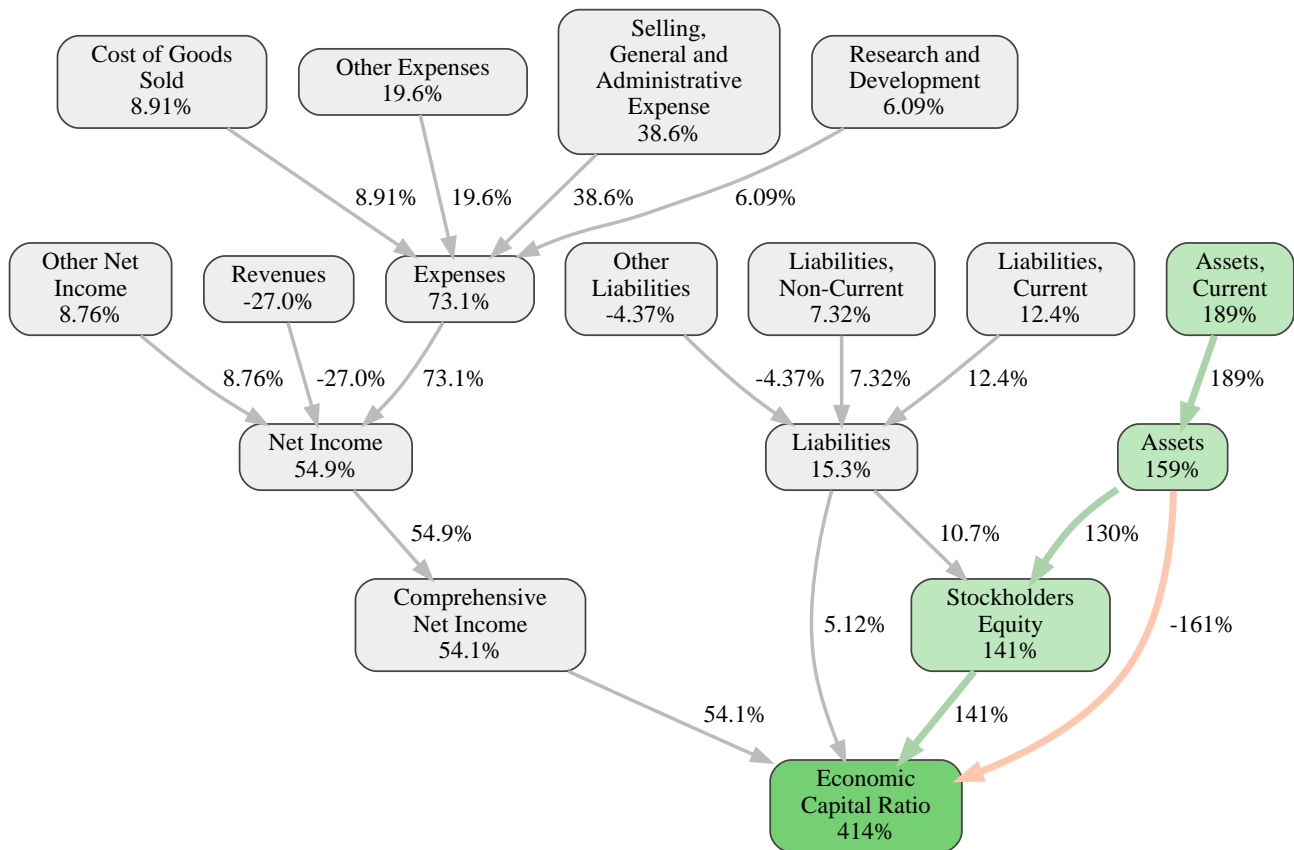 Cost of Goods
Sold
8.91%
Other Expenses
19.6%
Selling,
General and
Administrative
Expense
38.6%
Research and
Development
6.09%
8.91%
19.6%
38.6%
6.09%
Other Net
Income
8.76%
Revenues
-27.0%
Expenses
73.1%
Other
Liabilities
-4.37%
Liabilities,
Non-Current
7.32%
Liabilities,
Current
12.4%
Assets,
Current
189%
8.76%
-27.0%
73.1%
-4.37%
7.32%
12.4%
189%
Net Income
54.9%
Liabilities
15.3%
Assets
159%
54.9%
10.7%
130%
Comprehensive
Net Income
54.1%
5.12%
Stockholders
Equity
141%
-161%
54.1%
141%
Economic
Capital Ratio
414%